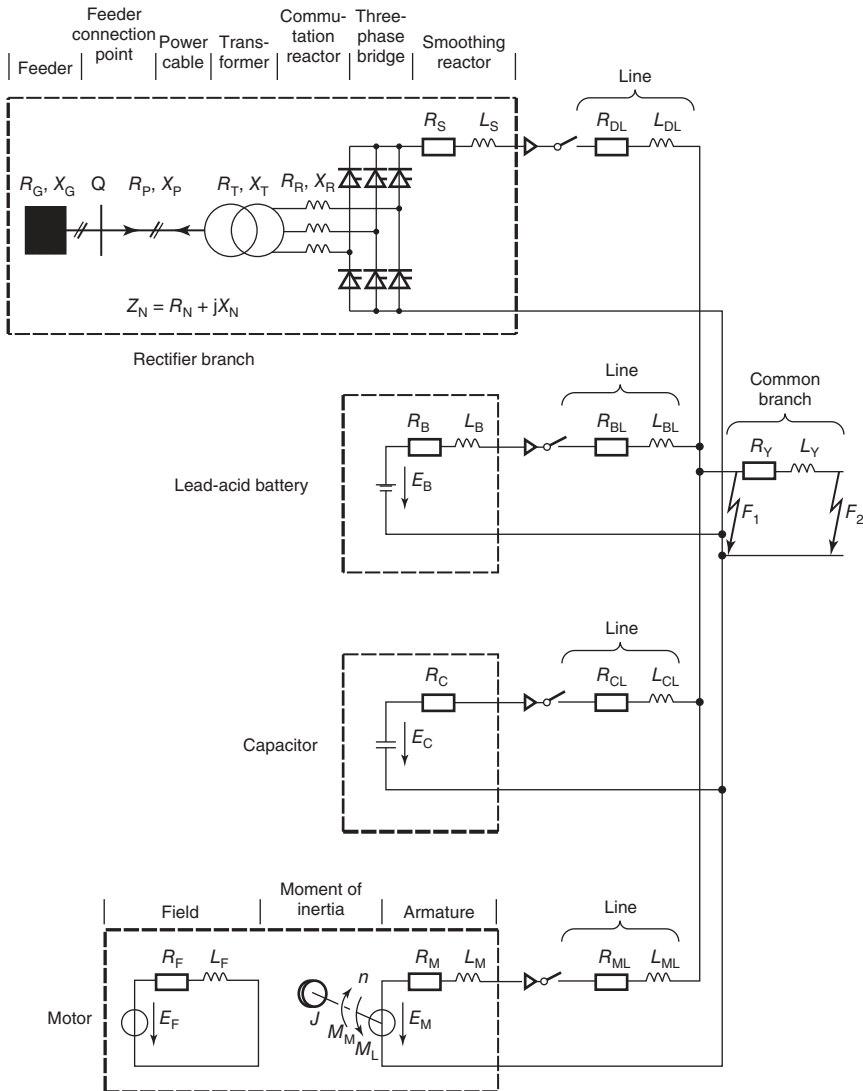 Feeder
Feeder connection point
Power cable
Trans-former
Commu-tation reactor
Three-phase bridge
Smoothing reactor
Line
R_S L_S R_DL L_DL
R_G, X_G Q R_P, X_P R_T, X_T R_R, X_R
Z_N = R_N + jX_N
Rectifier branch
Line
Common branch
R_B L_B R_BL L_BL
R_Y L_Y
Lead-acid battery
E_B
F_1 F_2
Line
R_C R_CL L_CL
Capacitor
E_C
Field
Moment of inertia
Armature
Line
R_F L_F
R_M L_M R_ML L_ML
Motor
E_F
J
n
M_M
M_L
E_M